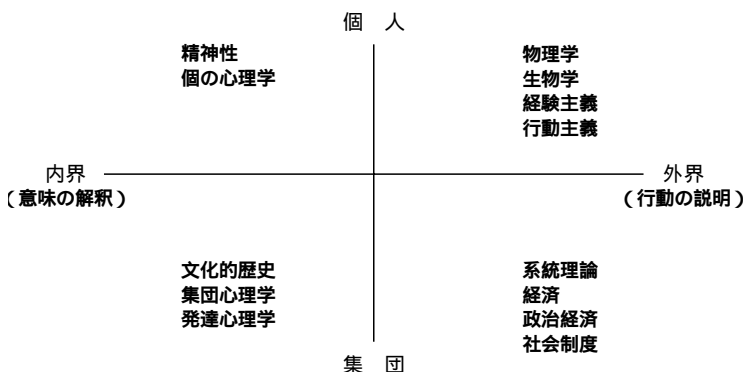 個 人
精神性
個の心理学
物理学
生物学
経験主義
行動主義
内界
(意味の解釈)
外界
(行動の説明)
文化的歴史
集団心理学
発達心理学
系統理論
経済
政治経済
社会制度
集 団